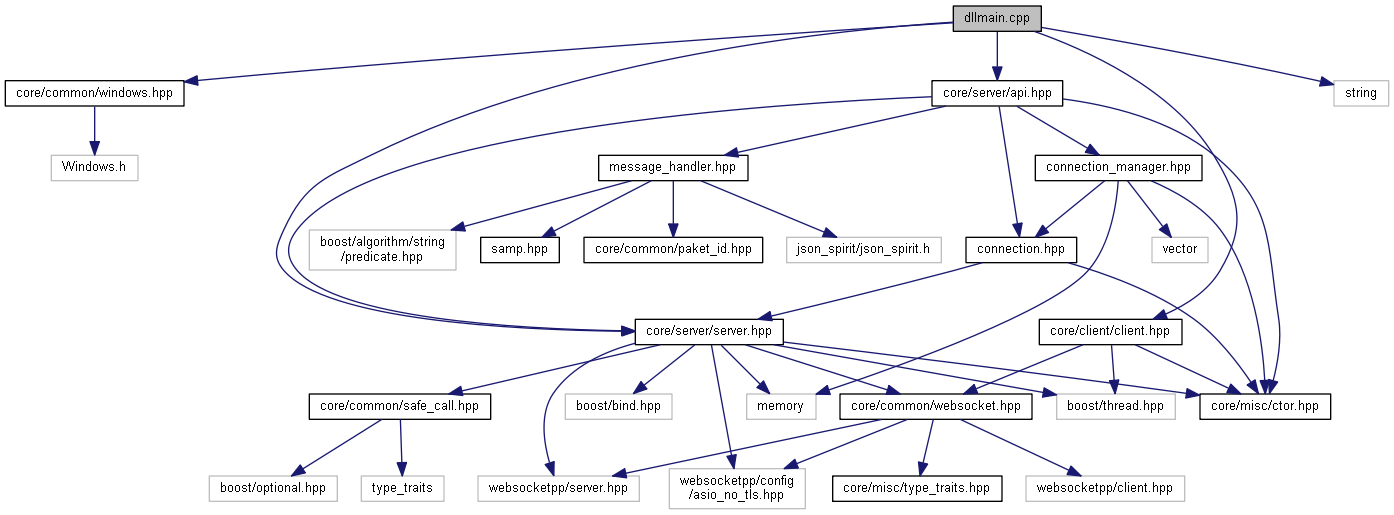 dllmain.cpp
core/common/windows.hpp
core/server/api.hpp
string
Windows.h
message_handler.hpp
connection_manager.hpp
boost/algorithm/string
/predicate.hpp
samp.hpp
core/common/paket_id.hpp
json_spirit/json_spirit.h
connection.hpp
vector
core/server/server.hpp
core/client/client.hpp
core/common/safe_call.hpp
boost/bind.hpp
memory
core/common/websocket.hpp
boost/thread.hpp
core/misc/ctor.hpp
boost/optional.hpp
type_traits
websocketpp/server.hpp
websocketpp/config
/asio_no_tls.hpp
core/misc/type_traits.hpp
websocketpp/client.hpp